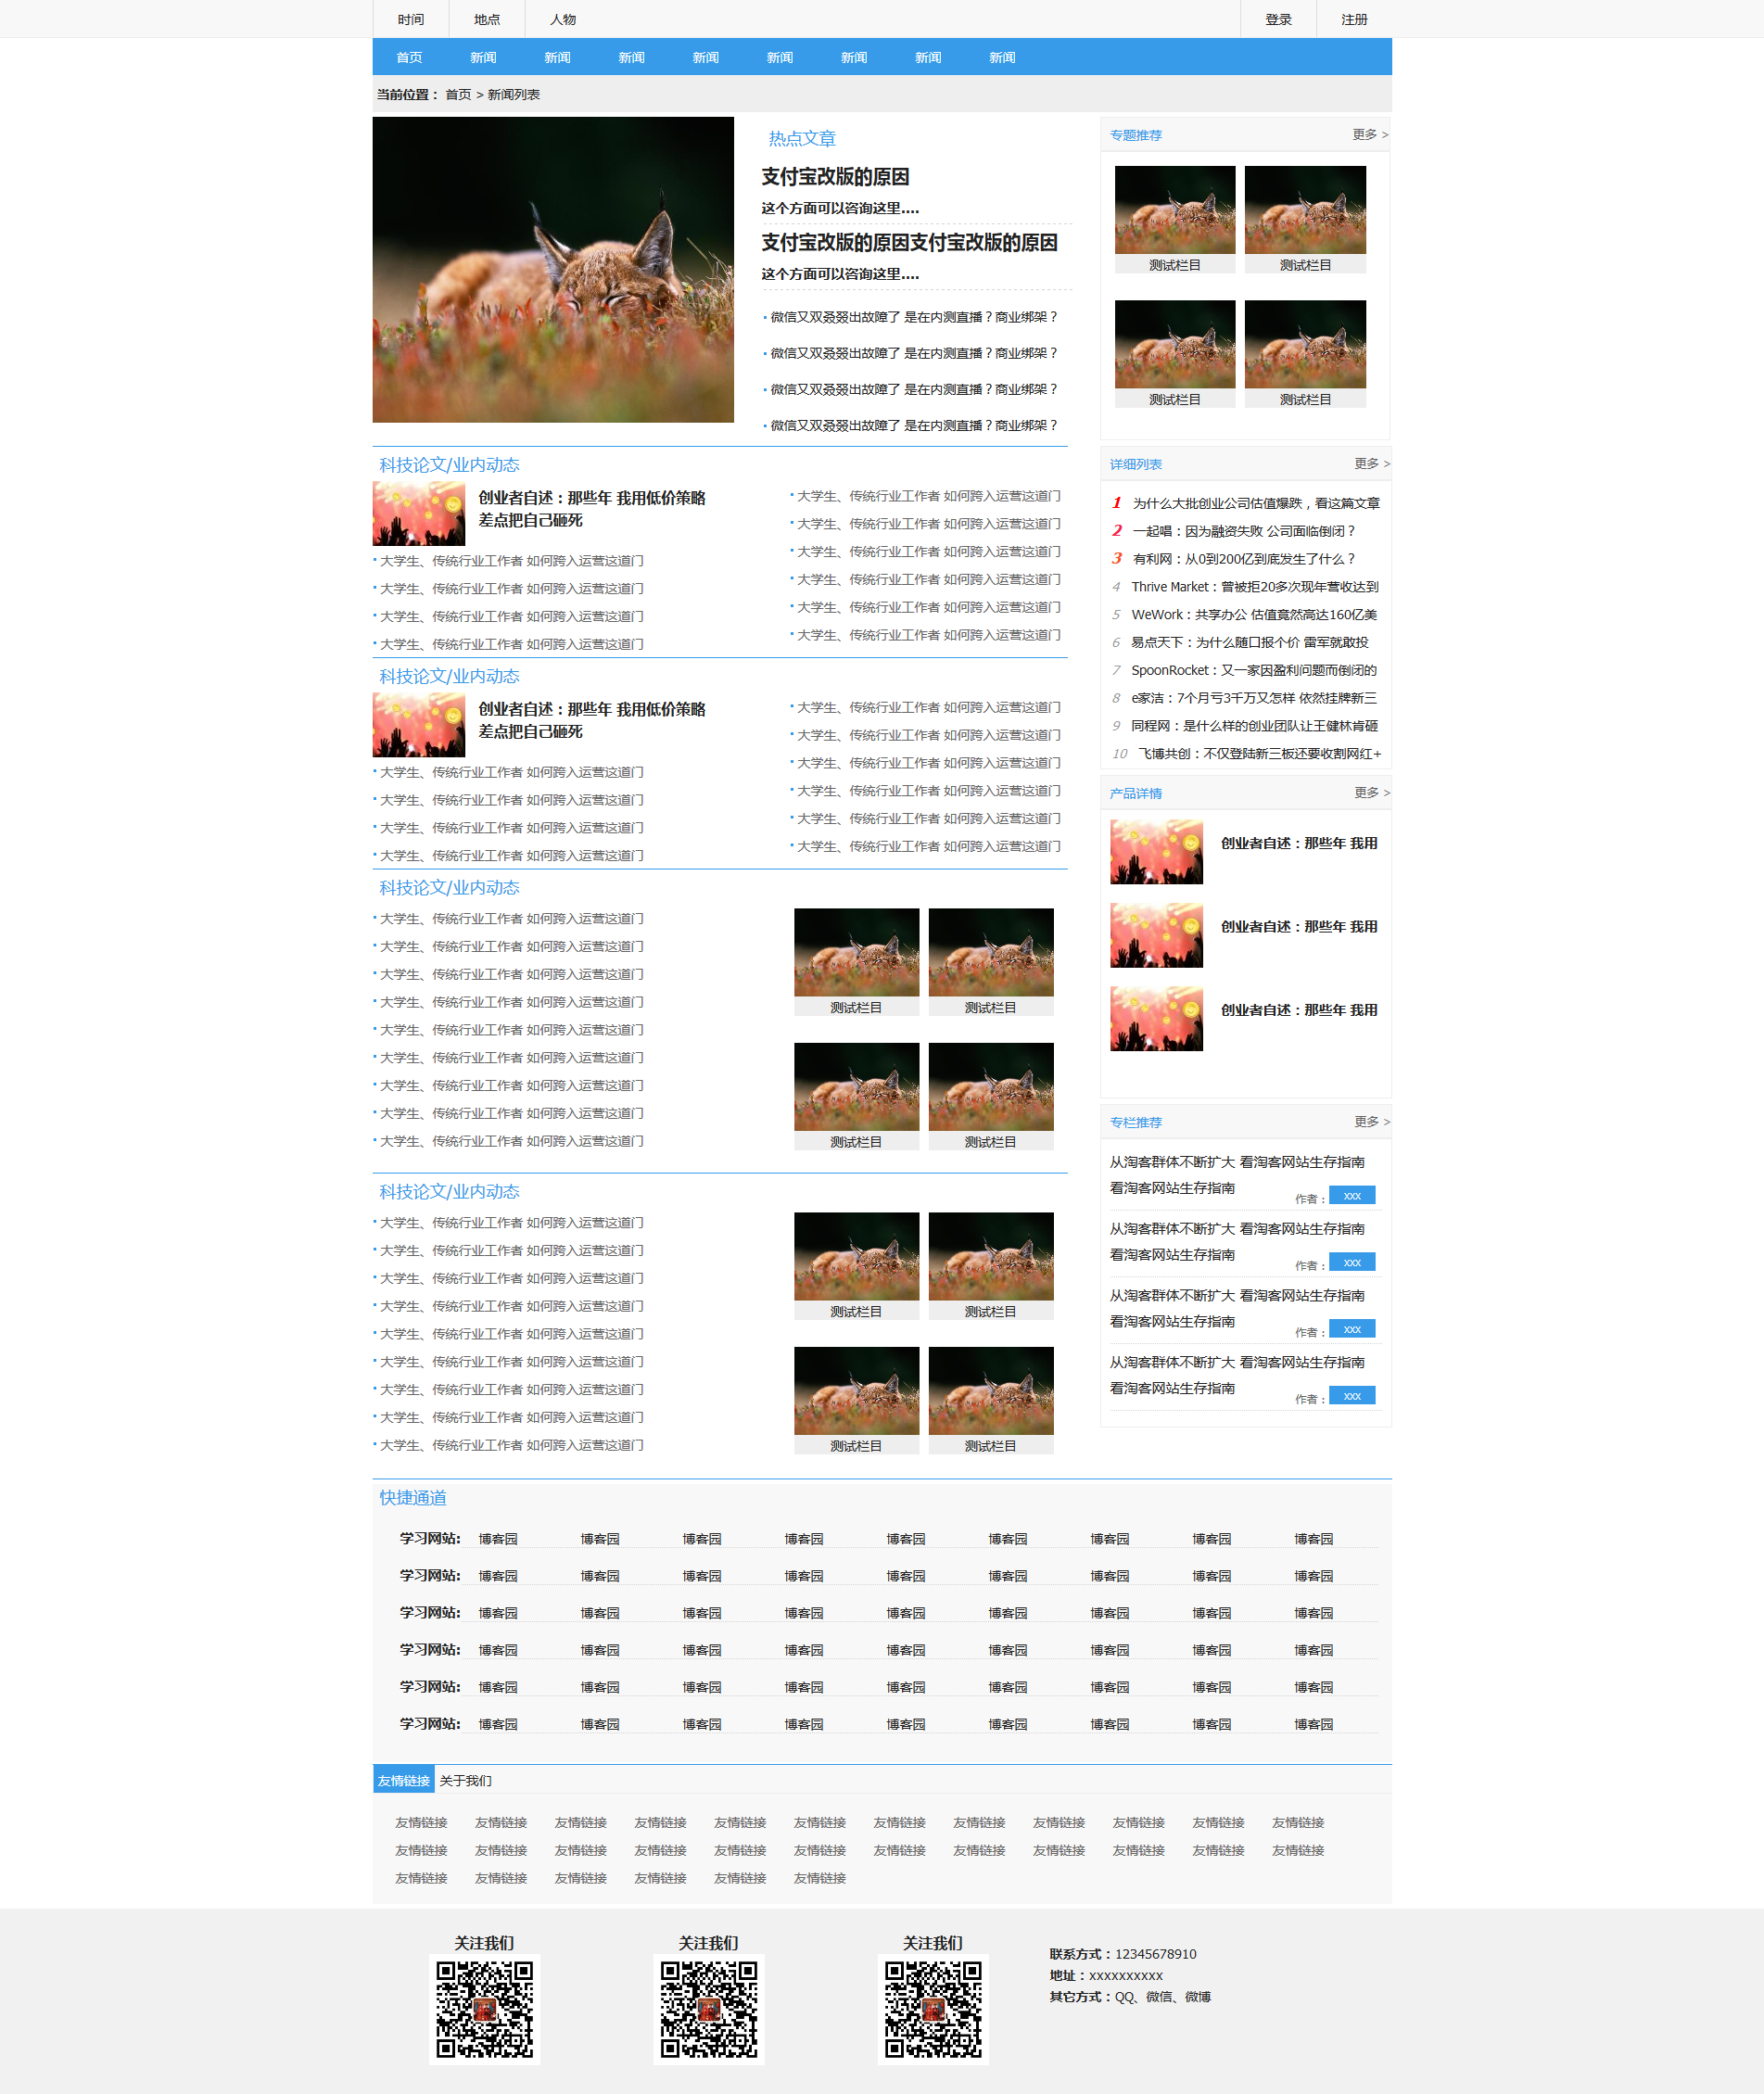 时间 地点 人物 登录 注册
首页 新闻 新闻 新闻 新闻 新闻 新闻 新闻 新闻
当前位置： 首页 > 新闻列表
热点文章
支付宝改版的原因
这个方面可以咨询这里....
支付宝改版的原因支付宝改版的原因
这个方面可以咨询这里....
微信又双叒叕出故障了 是在内测直播？商业绑架？
微信又双叒叕出故障了 是在内测直播？商业绑架？
微信又双叒叕出故障了 是在内测直播？商业绑架？
微信又双叒叕出故障了 是在内测直播？商业绑架？
专题推荐 更多 >
测试栏目 测试栏目
测试栏目 测试栏目
科技论文/业内动态
创业者自述：那些年 我用低价策略
差点把自己砸死
大学生、传统行业工作者 如何跨入运营这道门
大学生、传统行业工作者 如何跨入运营这道门
大学生、传统行业工作者 如何跨入运营这道门
大学生、传统行业工作者 如何跨入运营这道门
大学生、传统行业工作者 如何跨入运营这道门
大学生、传统行业工作者 如何跨入运营这道门
大学生、传统行业工作者 如何跨入运营这道门
大学生、传统行业工作者 如何跨入运营这道门
大学生、传统行业工作者 如何跨入运营这道门
大学生、传统行业工作者 如何跨入运营这道门
科技论文/业内动态
创业者自述：那些年 我用低价策略
差点把自己砸死
大学生、传统行业工作者 如何跨入运营这道门
大学生、传统行业工作者 如何跨入运营这道门
大学生、传统行业工作者 如何跨入运营这道门
大学生、传统行业工作者 如何跨入运营这道门
大学生、传统行业工作者 如何跨入运营这道门
大学生、传统行业工作者 如何跨入运营这道门
大学生、传统行业工作者 如何跨入运营这道门
大学生、传统行业工作者 如何跨入运营这道门
大学生、传统行业工作者 如何跨入运营这道门
大学生、传统行业工作者 如何跨入运营这道门
科技论文/业内动态
大学生、传统行业工作者 如何跨入运营这道门
大学生、传统行业工作者 如何跨入运营这道门
大学生、传统行业工作者 如何跨入运营这道门
大学生、传统行业工作者 如何跨入运营这道门
大学生、传统行业工作者 如何跨入运营这道门
大学生、传统行业工作者 如何跨入运营这道门
大学生、传统行业工作者 如何跨入运营这道门
大学生、传统行业工作者 如何跨入运营这道门
大学生、传统行业工作者 如何跨入运营这道门
测试栏目 测试栏目
测试栏目 测试栏目
科技论文/业内动态
大学生、传统行业工作者 如何跨入运营这道门
大学生、传统行业工作者 如何跨入运营这道门
大学生、传统行业工作者 如何跨入运营这道门
大学生、传统行业工作者 如何跨入运营这道门
大学生、传统行业工作者 如何跨入运营这道门
大学生、传统行业工作者 如何跨入运营这道门
大学生、传统行业工作者 如何跨入运营这道门
大学生、传统行业工作者 如何跨入运营这道门
大学生、传统行业工作者 如何跨入运营这道门
测试栏目 测试栏目
测试栏目 测试栏目
详细列表 更多 >
1 为什么大批创业公司估值爆跌，看这篇文章
2 一起唱：因为融资失败 公司面临倒闭？
3 有利网：从0到200亿到底发生了什么？
4 Thrive Market：曾被拒20多次现年营收达到
5 WeWork：共享办公 估值竟然高达160亿美
6 易点天下：为什么随口报个价 雷军就敢投
7 SpoonRocket：又一家因盈利问题而倒闭的
8 e家洁：7个月亏3千万又怎样 依然挂牌新三
9 同程网：是什么样的创业团队让王健林肯砸
10 飞博共创：不仅登陆新三板还要收割网红+
产品详情 更多 >
创业者自述：那些年 我用
创业者自述：那些年 我用
创业者自述：那些年 我用
专栏推荐 更多 >
从淘客群体不断扩大 看淘客网站生存指南
看淘客网站生存指南 作者： xxx
从淘客群体不断扩大 看淘客网站生存指南
看淘客网站生存指南 作者： xxx
从淘客群体不断扩大 看淘客网站生存指南
看淘客网站生存指南 作者： xxx
从淘客群体不断扩大 看淘客网站生存指南
看淘客网站生存指南 作者： xxx
快捷通道
学习网站: 博客园 博客园 博客园 博客园 博客园 博客园 博客园 博客园 博客园
学习网站: 博客园 博客园 博客园 博客园 博客园 博客园 博客园 博客园 博客园
学习网站: 博客园 博客园 博客园 博客园 博客园 博客园 博客园 博客园 博客园
学习网站: 博客园 博客园 博客园 博客园 博客园 博客园 博客园 博客园 博客园
学习网站: 博客园 博客园 博客园 博客园 博客园 博客园 博客园 博客园 博客园
学习网站: 博客园 博客园 博客园 博客园 博客园 博客园 博客园 博客园 博客园
友情链接 关于我们
友情链接 友情链接 友情链接 友情链接 友情链接 友情链接 友情链接 友情链接 友情链接 友情链接 友情链接 友情链接
友情链接 友情链接 友情链接 友情链接 友情链接 友情链接 友情链接 友情链接 友情链接 友情链接 友情链接 友情链接
友情链接 友情链接 友情链接 友情链接 友情链接 友情链接
关注我们 关注我们 关注我们
联系方式：12345678910
地址：xxxxxxxxxx
其它方式：QQ、微信、微博